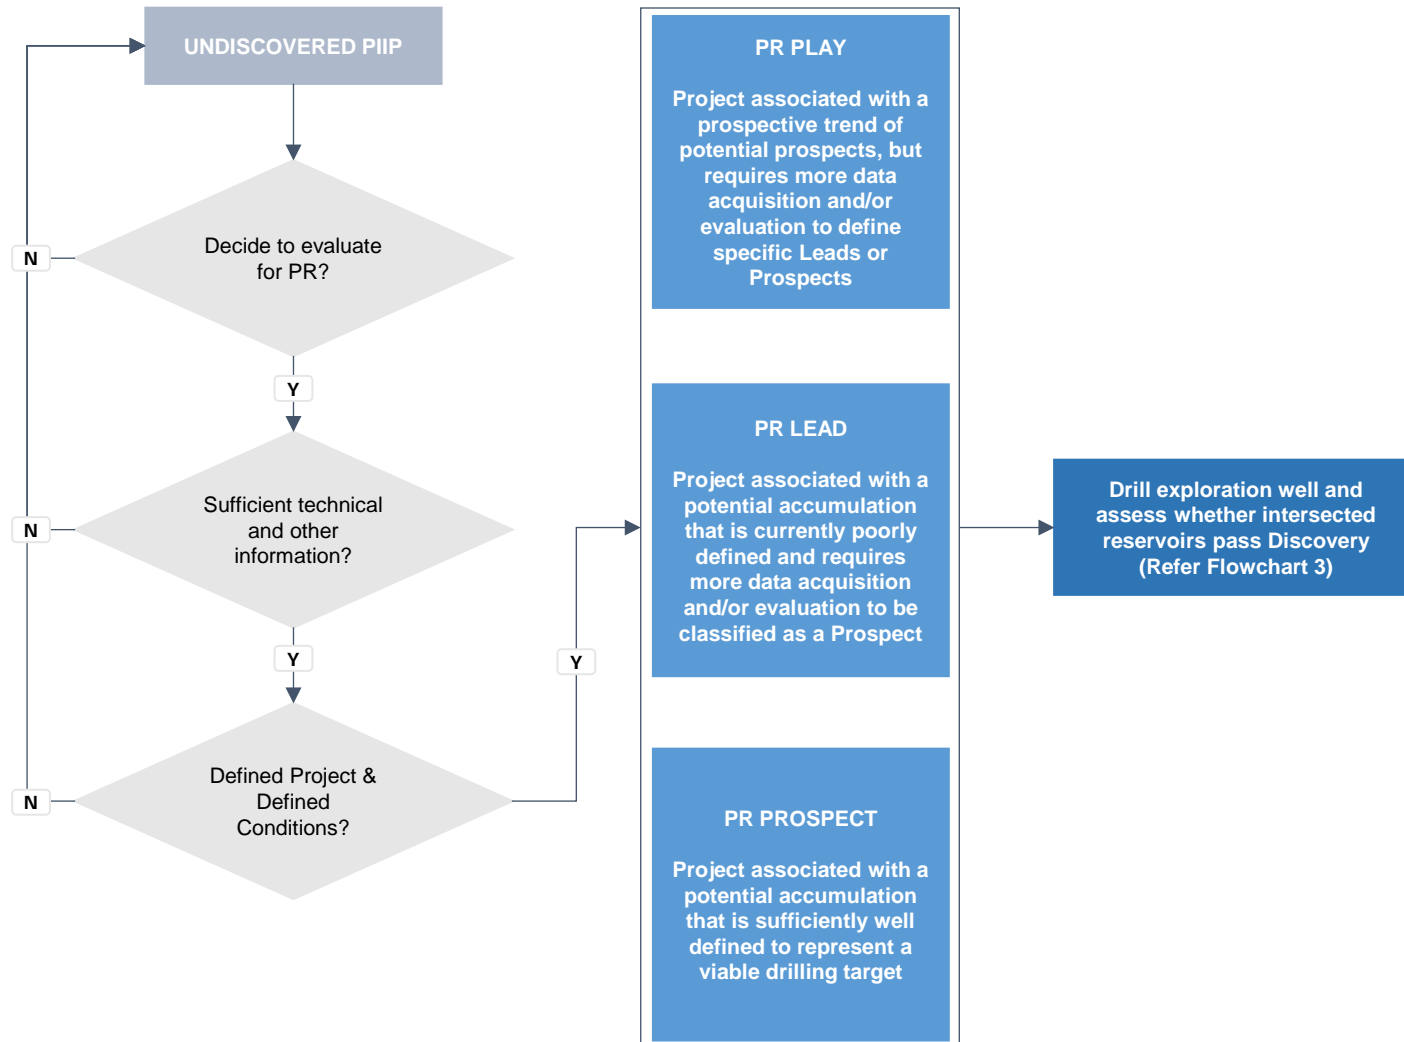 UNDISCOVERED PIIP
Decide to evaluate
for PR?
N
Y
Sufficient technical
and other
information?
N
Y
Defined Project &
Defined
Conditions?
N
Y
PR PLAY
Project associated with a
prospective trend of
potential prospects, but
requires more data
acquisition and/or
evaluation to define
specific Leads or
Prospects
PR LEAD
Project associated with a
potential accumulation
that is currently poorly
defined and requires
more data acquisition
and/or evaluation to be
classified as a Prospect
PR PROSPECT
Project associated with a
potential accumulation
that is sufficiently well
defined to represent a
viable drilling target
Drill exploration well and
assess whether intersected
reservoirs pass Discovery
(Refer Flowchart 3)